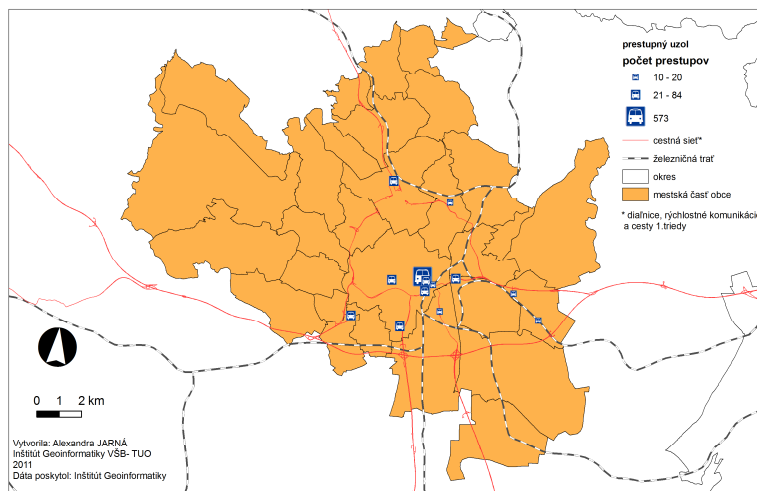 prestupný uzol
počet prestupov
10 - 20
21 - 84
573
cestná sieť*
železničná trať
okres
mestská časť obce
* diaľnice, rýchlostné komunikácie
a cesty 1.triedy
0 1 2 km
Vytvorila: Alexandra JARNÁ
Inštitút Geoinformatiky VŠB- TUO
2011
Dáta poskytol: Inštitút Geoinformatiky